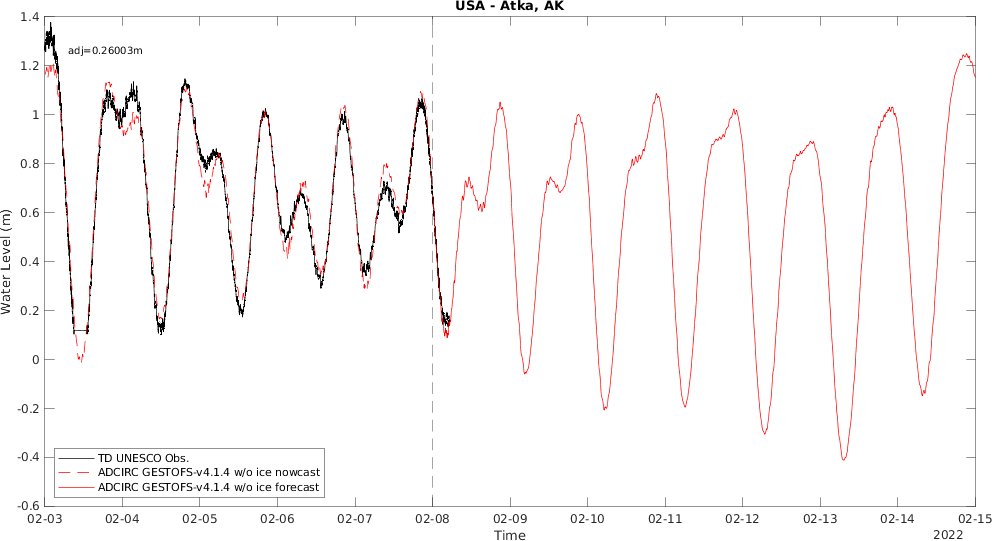 USA - Atka, AK
adj=0.26003m
Water Level (m)
1.4
1.2
1
0.8
0.6
0.4
0.2
0
-0.2
-0.4
-0.6
TD UNESCO Obs.
ADCIRC GESTOFS-v4.1.4 w/o ice nowcast
ADCIRC GESTOFS-v4.1.4 w/o ice forecast
02-03 02-04 02-05 02-06 02-07 02-08 02-09 02-10 02-11 02-12 02-13 02-14 02-15
Time
2022